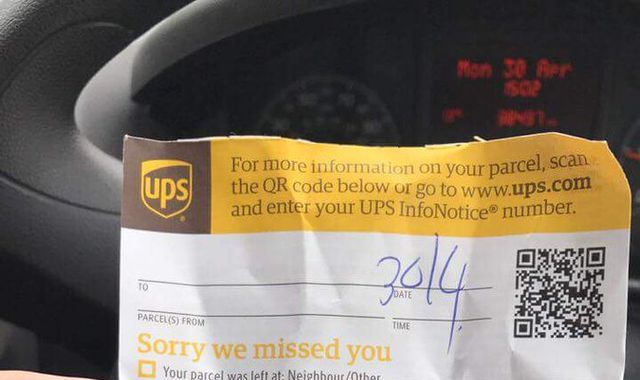 Mon 30 Apr
ups
For more information on your parcel, scan
the QR code below or go to www.ups.com
and enter your UPS InfoNotice® number.
30/4
TO
DATE
PARCEL(S) FROM
TIME
Sorry we missed you
Your parcel was left at: Neighbour/Other